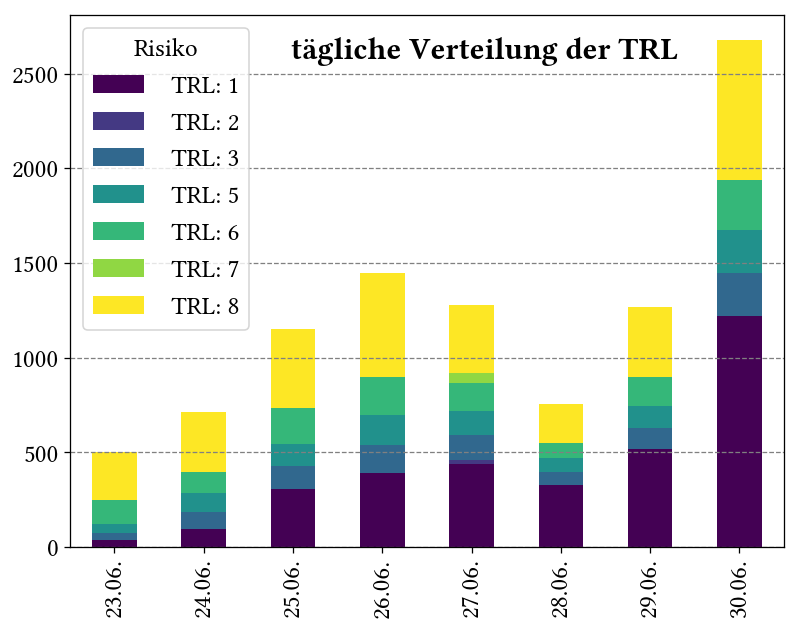 tägliche Verteilung der TRL
Risiko
TRL: 1
TRL: 2
TRL: 3
TRL: 5
TRL: 6
TRL: 7
TRL: 8
2500
2000
1500
1000
500
0
23.06.
24.06.
25.06.
26.06.
27.06.
28.06.
29.06.
30.06.